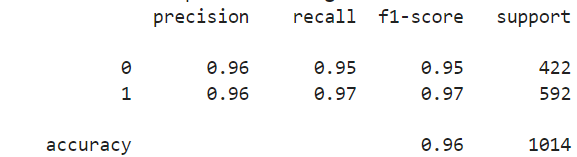 precision recall f1-score support
0 0.96 0.95 0.95 422
1 0.96 0.97 0.97 592
accuracy 0.96 1014